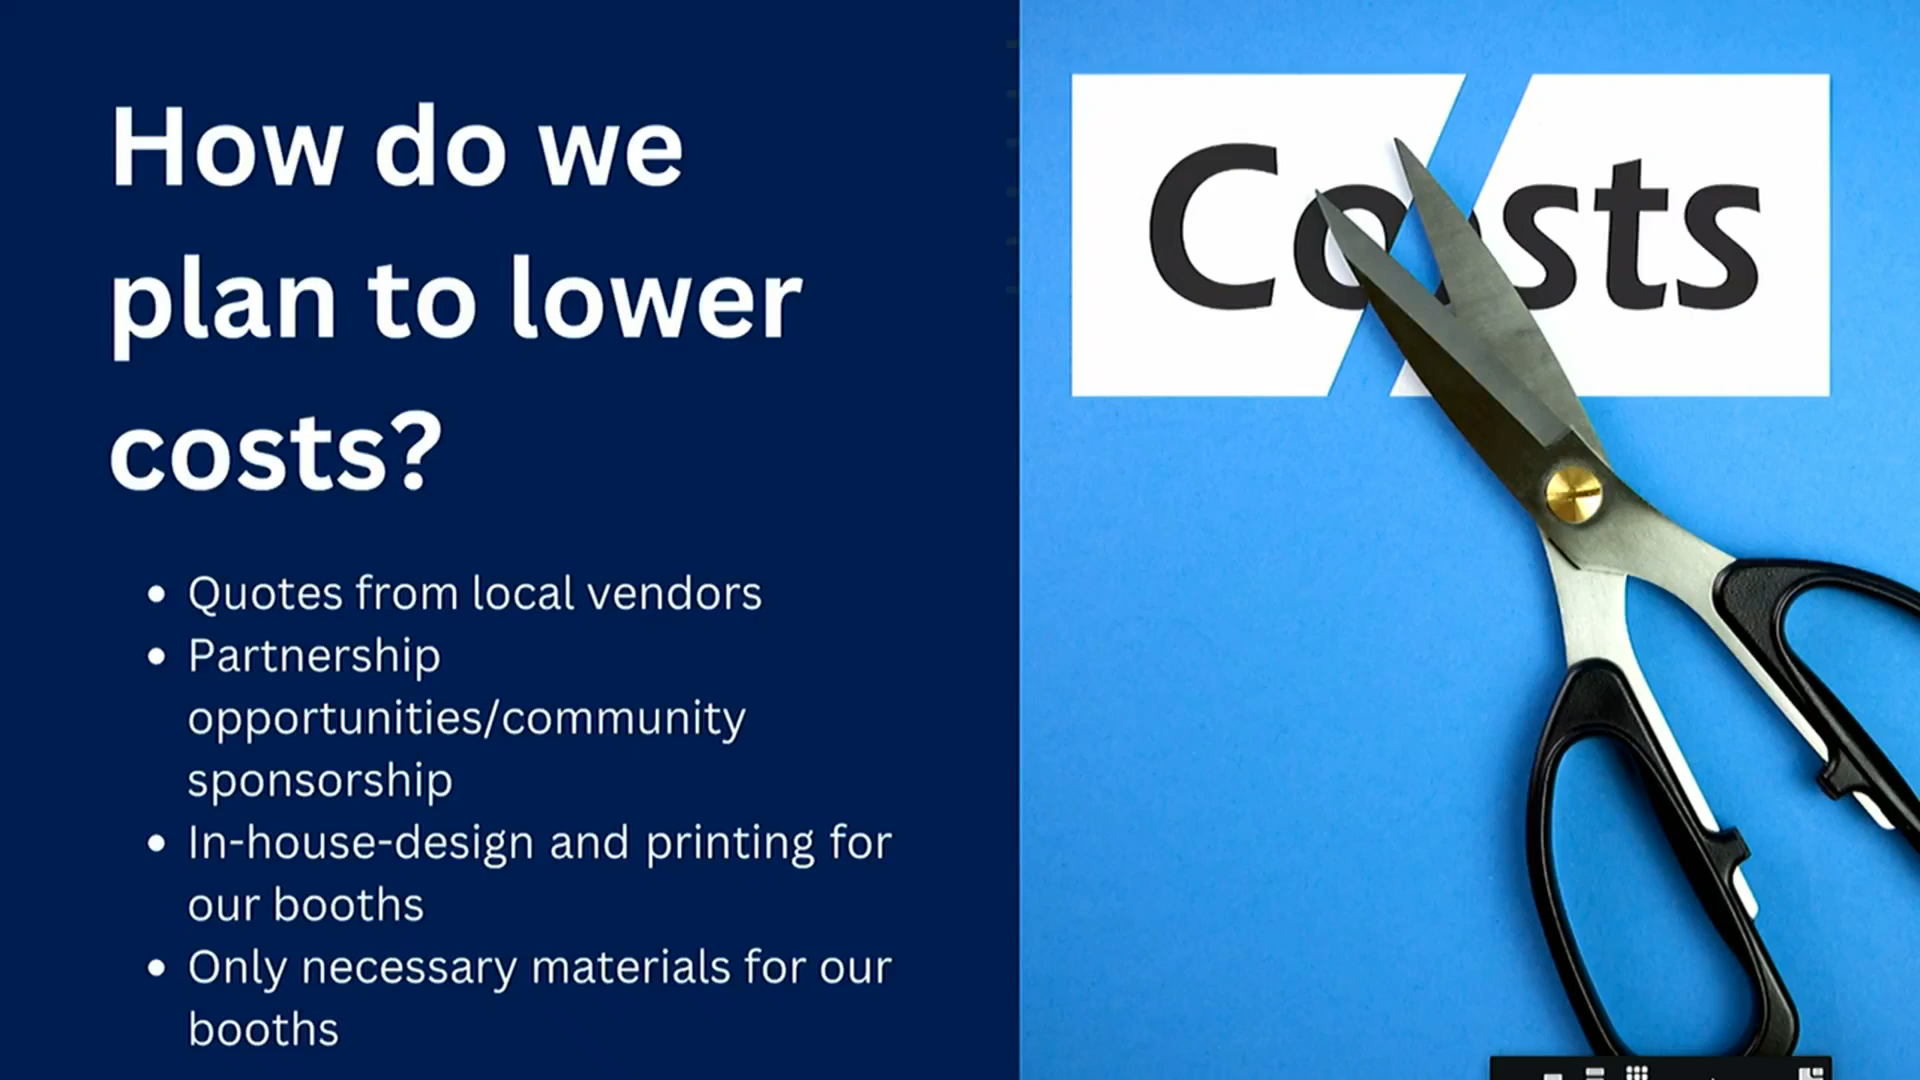 How do we
plan to lower
costs?
• Quotes from local vendors
• Partnership
opportunities/community
sponsorship
• In-house-design and printing for
our booths
• Only necessary materials for our
booths
Costs